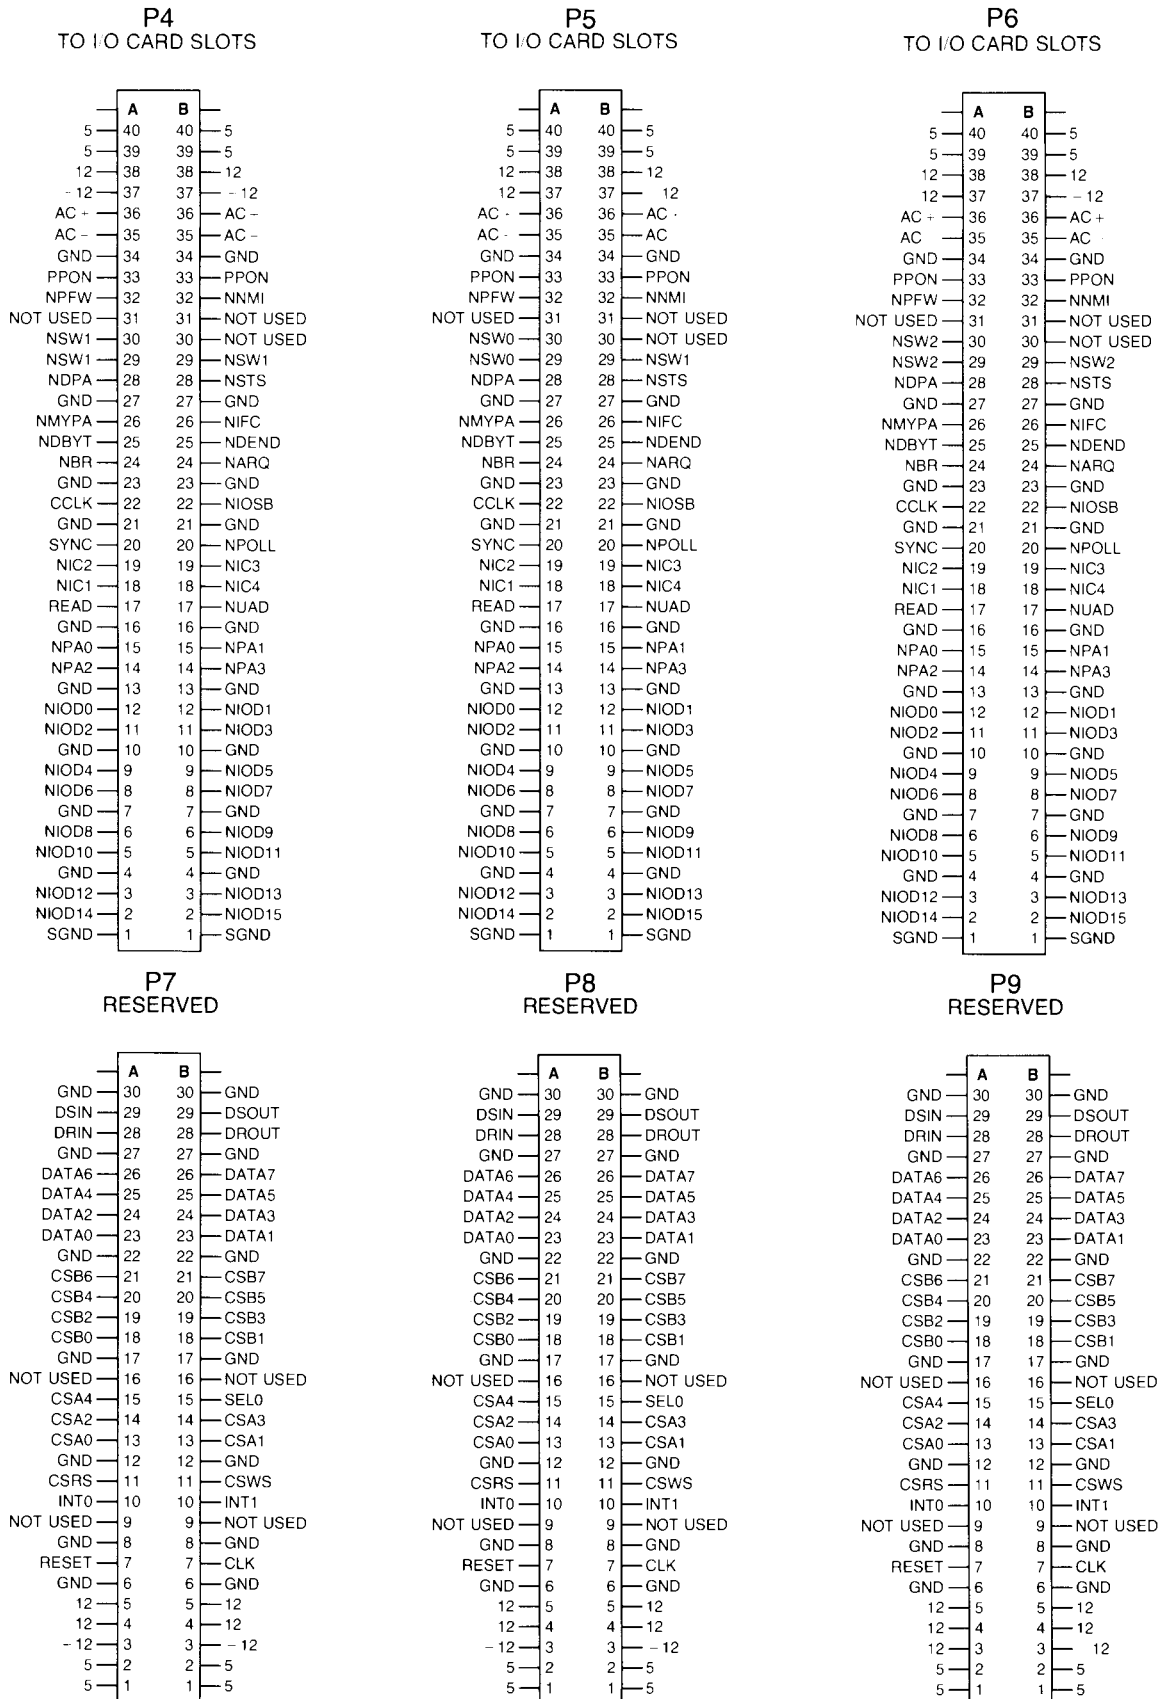 P4
TO I/O CARD SLOTS
A B
5 40 40 5
5 39 39 5
12 38 38 12
-12 37 37 -12
AC + 36 36 AC -
AC - 35 35 AC -
GND 34 34 GND
PPON 33 33 PPON
NPFW 32 32 NNMI
NOT USED 31 31 NOT USED
NSW1 30 30 NOT USED
NSW1 29 29 NSW1
NDPA 28 28 NSTS
GND 27 27 GND
NMYPA 26 26 NIFC
NDBYT 25 25 NDEND
NBR 24 24 NARQ
GND 23 23 GND
CCLK 22 22 NIOSB
GND 21 21 GND
SYNC 20 20 NPOLL
NIC2 19 19 NIC3
NIC1 18 18 NIC4
READ 17 17 NUAD
GND 16 16 GND
NPA0 15 15 NPA1
NPA2 14 14 NPA3
GND 13 13 GND
NIOD0 12 12 NIOD1
NIOD2 11 11 NIOD3
GND 10 10 GND
NIOD4 9 9 NIOD5
NIOD6 8 8 NIOD7
GND 7 7 GND
NIOD8 6 6 NIOD9
NIOD10 5 5 NIOD11
GND 4 4 GND
NIOD12 3 3 NIOD13
NIOD14 2 2 NIOD15
SGND 1 1 SGND
P5
TO I/O CARD SLOTS
A B
5 40 40 5
5 39 39 5
12 38 38 12
12 37 37 12
AC 36 36 AC
AC - 35 35 AC
GND 34 34 GND
PPON 33 33 PPON
NPFW 32 32 NNMI
NOT USED 31 31 NOT USED
NSW0 30 30 NOT USED
NSW0 29 29 NSW1
NDPA 28 28 NSTS
GND 27 27 GND
NMYPA 26 26 NIFC
NDBYT 25 25 NDEND
NBR 24 24 NARQ
GND 23 23 GND
CCLK 22 22 NIOSB
GND 21 21 GND
SYNC 20 20 NPOLL
NIC2 19 19 NIC3
NIC1 18 18 NIC4
READ 17 17 NUAD
GND 16 16 GND
NPA0 15 15 NPA1
NPA2 14 14 NPA3
GND 13 13 GND
NIOD0 12 12 NIOD1
NIOD2 11 11 NIOD3
GND 10 10 GND
NIOD4 9 9 NIOD5
NIOD6 8 8 NIOD7
GND 7 7 GND
NIOD8 6 6 NIOD9
NIOD10 5 5 NIOD11
GND 4 4 GND
NIOD12 3 3 NIOD13
NIOD14 2 2 NIOD15
SGND 1 1 SGND
P6
TO I/O CARD SLOTS
A B
5 40 40 5
5 39 39 5
12 38 38 12
12 37 37 -12
AC + 36 36 AC +
AC 35 35 AC
GND 34 34 GND
PPON 33 33 PPON
NPFW 32 32 NNMI
NOT USED 31 31 NOT USED
NSW2 30 30 NOT USED
NSW2 29 29 NSW2
NDPA 28 28 NSTS
GND 27 27 GND
NMYPA 26 26 NIFC
NDBYT 25 25 NDEND
NBR 24 24 NARQ
GND 23 23 GND
CCLK 22 22 NIOSB
GND 21 21 GND
SYNC 20 20 NPOLL
NIC2 19 19 NIC3
NIC1 18 18 NIC4
READ 17 17 NUAD
GND 16 16 GND
NPA0 15 15 NPA1
NPA2 14 14 NPA3
GND 13 13 GND
NIOD0 12 12 NIOD1
NIOD2 11 11 NIOD3
GND 10 10 GND
NIOD4 9 9 NIOD5
NIOD6 8 8 NIOD7
GND 7 7 GND
NIOD8 6 6 NIOD9
NIOD10 5 5 NIOD11
GND 4 4 GND
NIOD12 3 3 NIOD13
NIOD14 2 2 NIOD15
SGND 1 1 SGND
P7
RESERVED
A B
GND 30 30 GND
DSIN 29 29 DSOUT
DRIN 28 28 DROUT
GND 27 27 GND
DATA6 26 26 DATA7
DATA4 25 25 DATA5
DATA2 24 24 DATA3
DATA0 23 23 DATA1
GND 22 22 GND
CSB6 21 21 CSB7
CSB4 20 20 CSB5
CSB2 19 19 CSB3
CSB0 18 18 CSB1
GND 17 17 GND
NOT USED 16 16 NOT USED
CSA4 15 15 SEL0
CSA2 14 14 CSA3
CSA0 13 13 CSA1
GND 12 12 GND
CSRS 11 11 CSWS
INT0 10 10 INT1
NOT USED 9 9 NOT USED
GND 8 8 GND
RESET 7 7 CLK
GND 6 6 GND
12 5 5 12
12 4 4 12
-12 3 3 -12
5 2 2 5
5 1 1 5
P8
RESERVED
A B
GND 30 30 GND
DSIN 29 29 DSOUT
DRIN 28 28 DROUT
GND 27 27 GND
DATA6 26 26 DATA7
DATA4 25 25 DATA5
DATA2 24 24 DATA3
DATA0 23 23 DATA1
GND 22 22 GND
CSB6 21 21 CSB7
CSB4 20 20 CSB5
CSB2 19 19 CSB3
CSB0 18 18 CSB1
GND 17 17 GND
NOT USED 16 16 NOT USED
CSA4 15 15 SEL0
CSA2 14 14 CSA3
CSA0 13 13 CSA1
GND 12 12 GND
CSRS 11 11 CSWS
INT0 10 10 INT1
NOT USED 9 9 NOT USED
GND 8 8 GND
RESET 7 7 CLK
GND 6 6 GND
12 5 5 12
12 4 4 12
-12 3 3 -12
5 2 2 5
5 1 1 5
P9
RESERVED
A B
GND 30 30 GND
DSIN 29 29 DSOUT
DRIN 28 28 DROUT
GND 27 27 GND
DATA6 26 26 DATA7
DATA4 25 25 DATA5
DATA2 24 24 DATA3
DATA0 23 23 DATA1
GND 22 22 GND
CSB6 21 21 CSB7
CSB4 20 20 CSB5
CSB2 19 19 CSB3
CSB0 18 18 CSB1
GND 17 17 GND
NOT USED 16 16 NOT USED
CSA4 15 15 SEL0
CSA2 14 14 CSA3
CSA0 13 13 CSA1
GND 12 12 GND
CSRS 11 11 CSWS
INT0 10 10 INT1
NOT USED 9 9 NOT USED
GND 8 8 GND
RESET 7 7 CLK
GND 6 6 GND
12 5 5 12
12 4 4 12
12 3 3 12
5 2 2 5
5 1 1 5